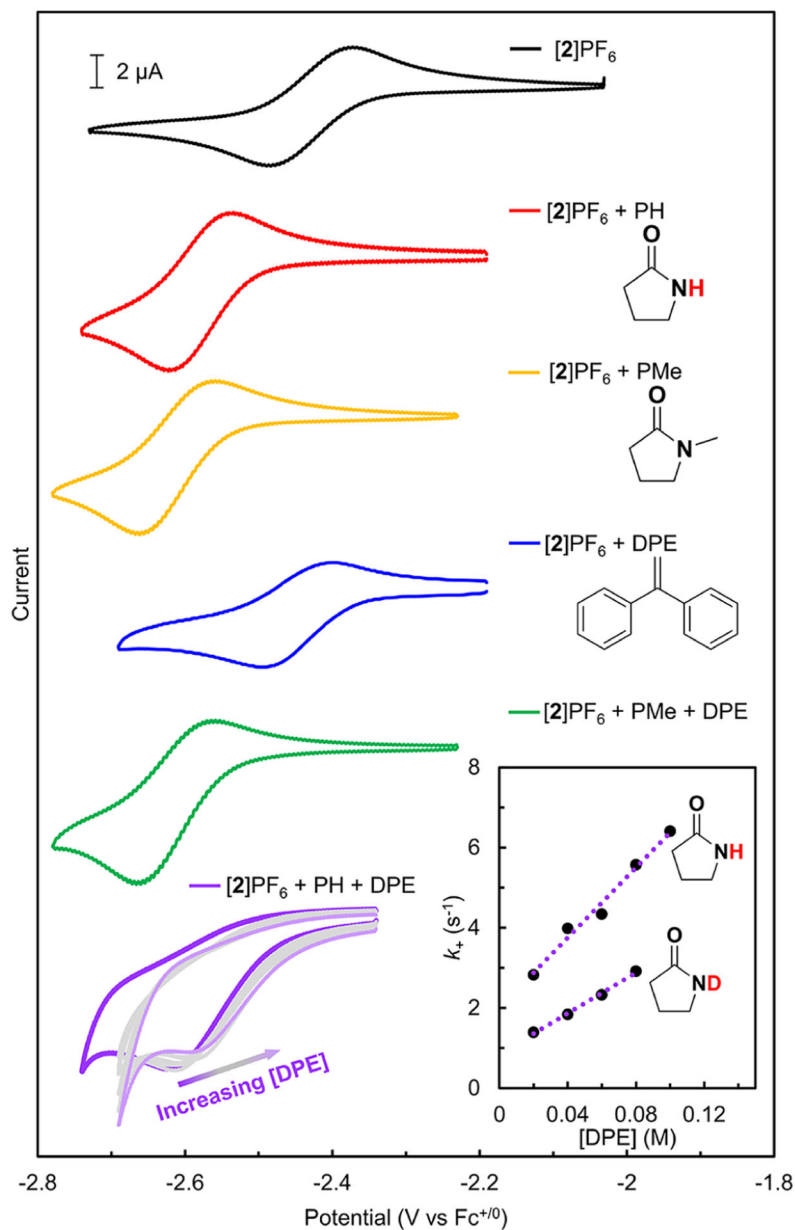 2 µA
[2]PF6
[2]PF6 + PH
O
NH
[2]PF6 + PMe
O
N
[2]PF6 + DPE
[2]PF6 + PMe + DPE
[2]PF6 + PH + DPE
Increasing [DPE]
Current
8
6
4
2
0
k+ (s-1)
O
NH
O
ND
0
0.04
0.08
0.12
[DPE] (M)
-2.8
-2.6
-2.4
-2.2
-2
-1.8
Potential (V vs Fc+/0)